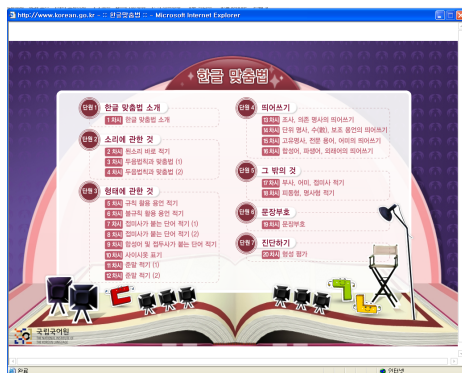 http://www.korean.go.kr - :: 한글맞춤법 :: - Microsoft Internet Explorer
한글 맞춤법
단원 1 한글 맞춤법 소개
1 차시 한글 맞춤법 소개
단원 2 소리에 관한 것
2 차시 된소리 바로 적기
3 차시 두음법칙과 맞춤법 (1)
4 차시 두음법칙과 맞춤법 (2)
단원 3 형태에 관한 것
5 차시 규칙 활용 용언 적기
6 차시 불규칙 활용 용언 적기
7 차시 접미사가 붙는 단어 적기 (1)
8 차시 접미사가 붙는 단어 적기 (2)
9 차시 합성어 및 접두사가 붙는 단어 적기
10 차시 사이시옷 표기
11 차시 준말 적기 (1)
12 차시 준말 적기 (2)
단원 4 띄어쓰기
13 차시 조사, 의존 명사의 띄어쓰기
14 차시 단위 명사, 수(數), 보조 용언의 띄어쓰기
15 차시 고유명사, 전문 용어, 어미의 띄어쓰기
16 차시 합성어, 파생어, 외래어의 띄어쓰기
단원 5 그 밖의 것
17 차시 부사, 어미, 접미사 적기
18 차시 피동형, 명사형 적기
단원 6 문장부호
19 차시 문장부호
단원 7 진단하기
20 차시 형성 평가
국립국어원
THE NATIONAL INSTITUTE OF
THE KOREAN LANGUAGE
완료
인터넷